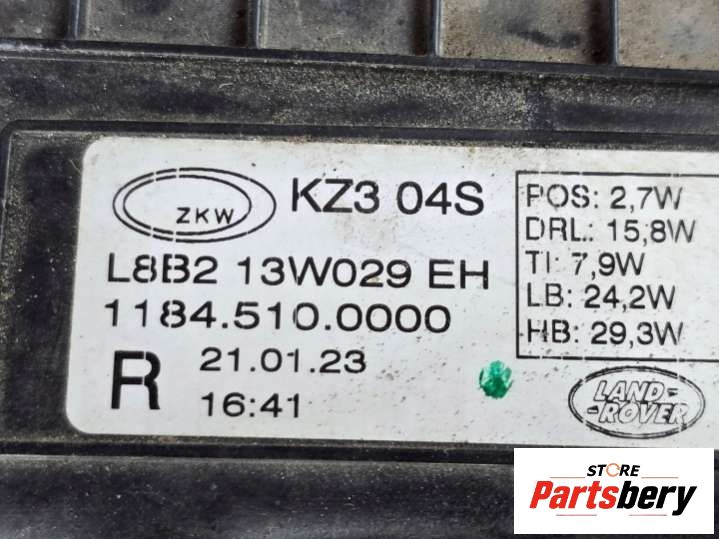 ZKW KZ3 04S
L8B2 13W029 EH
1184.510.0000
R 21.01.23
16:41
POS: 2,7W
DRL: 15,8W
TI: 7,9W
LB: 24,2W
HB: 29,3W
LAND-
-ROVER
STORE
Partsbery